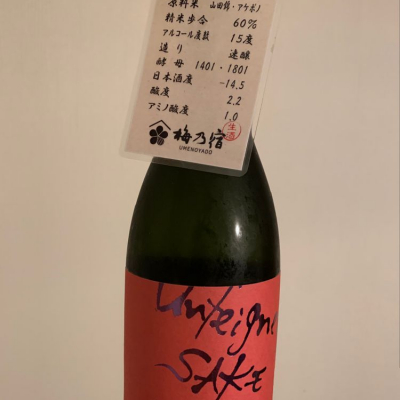 原料米 山田錦・アケボノ
精米歩合 60%
アルコール度数 15度
造り 速醸
酵母 1401・1801
日本酒度 -14.5
酸度 2.2
アミノ酸度 1.0
梅乃宿
UMENOYADO
生酒
Unfeigne
SAKE